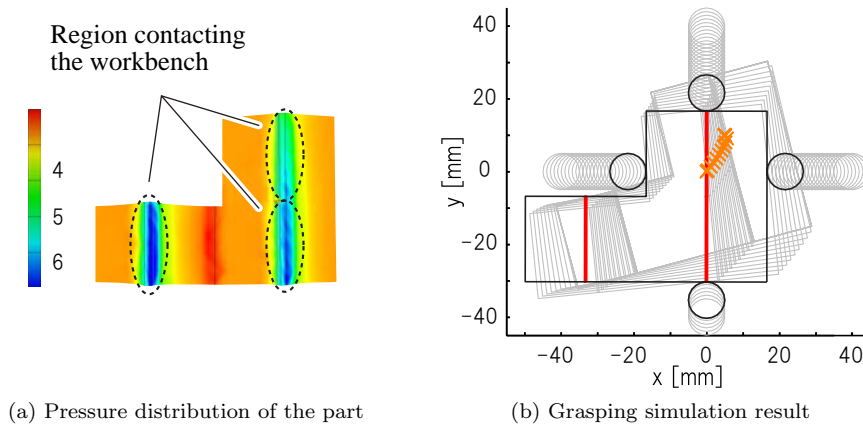 Region contacting
the workbench
4
5
6
(a) Pressure distribution of the part
40
20
0
-20
-40
y [mm]
-40 -20 0 20 40
x [mm]
(b) Grasping simulation result